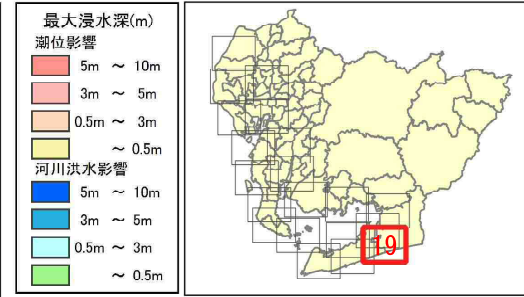 最大浸水深(m)
潮位影響
5m ～ 10m
3m ～ 5m
0.5m ～ 3m
～ 0.5m
河川洪水影響
5m ～ 10m
3m ～ 5m
0.5m ～ 3m
～ 0.5m
19